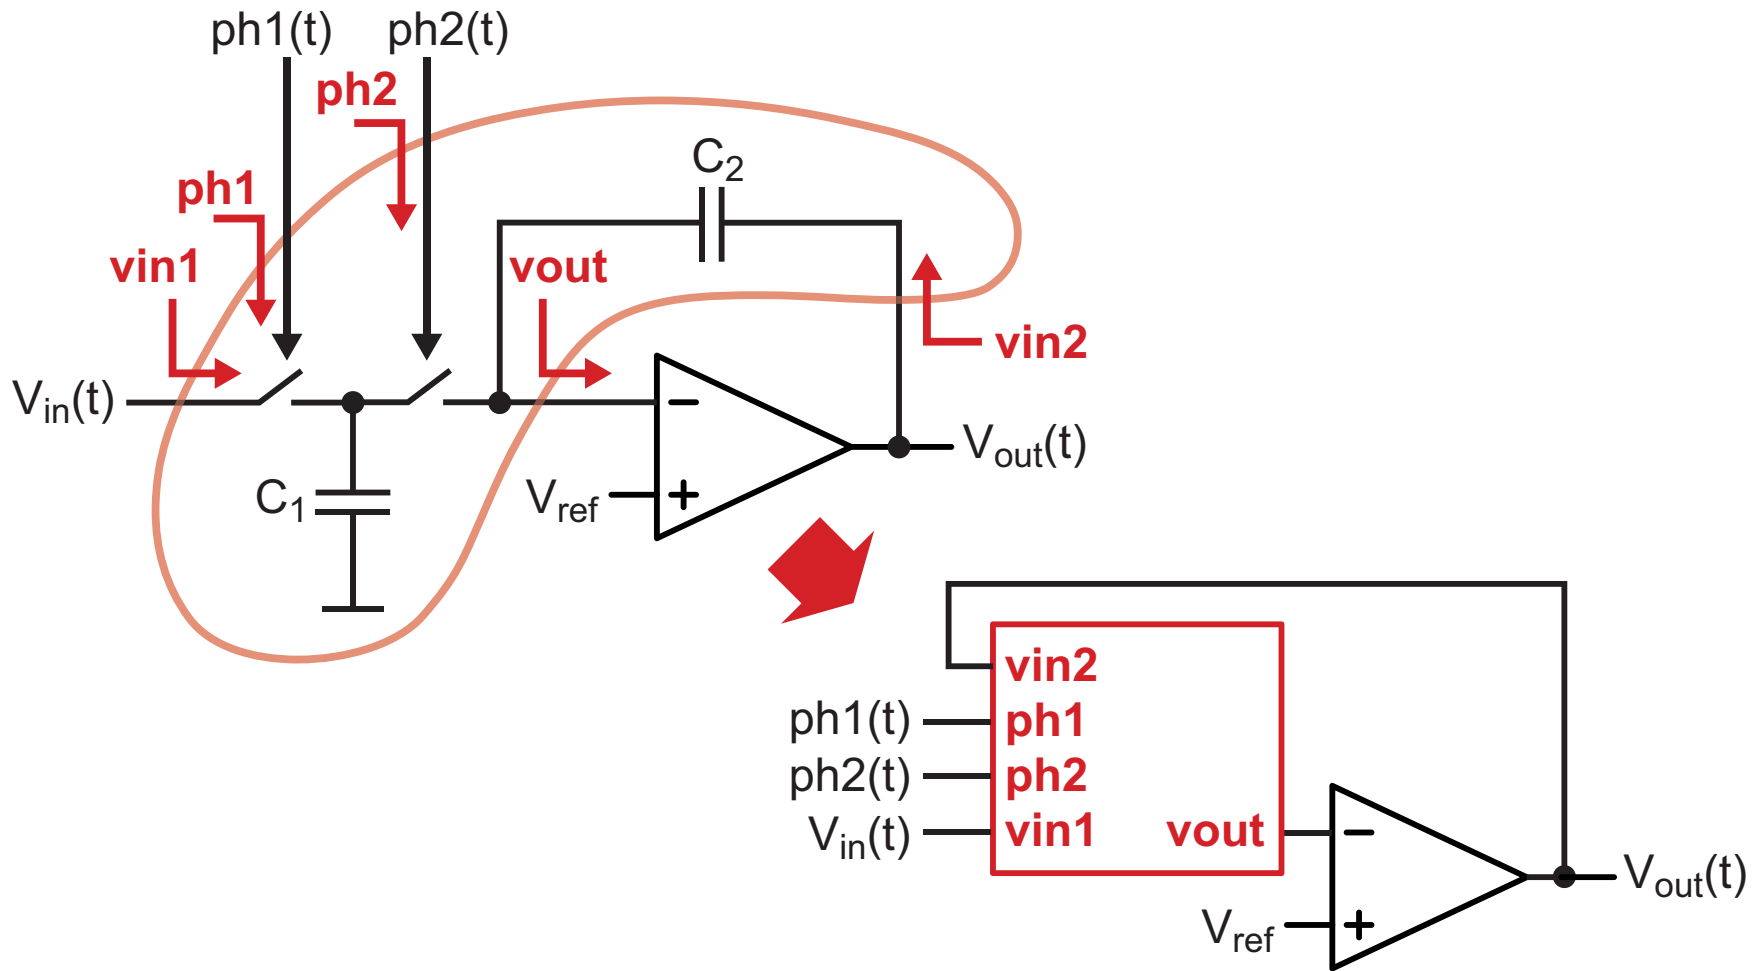 ph1(t) ph2(t)
ph2
C2
ph1
vin1 vout
vin2
Vin(t)
−
Vout(t)
C1
Vref
+
vin2
ph1(t) ph1
ph2(t) ph2
Vin(t) vin1 vout −
Vout(t)
Vref +